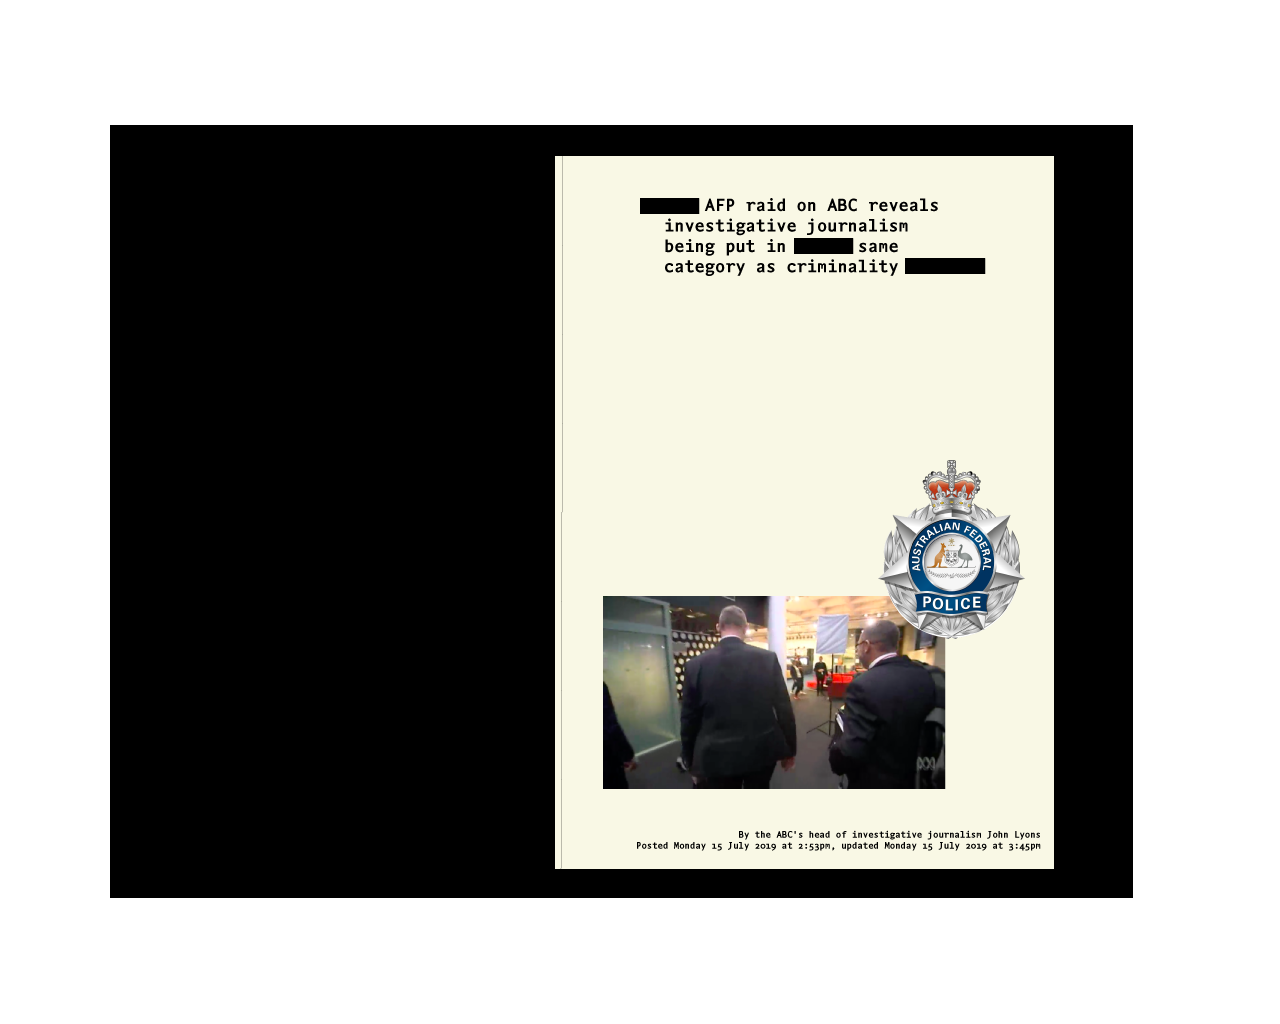 AFP raid on ABC reveals
investigative journalism
being put in same
category as criminality
AUSTRALIAN FEDERAL
POLICE
By the ABC's head of investigative journalism John Lyons
Posted Monday 15 July 2019 at 2:53pm, updated Monday 15 July 2019 at 3:45pm